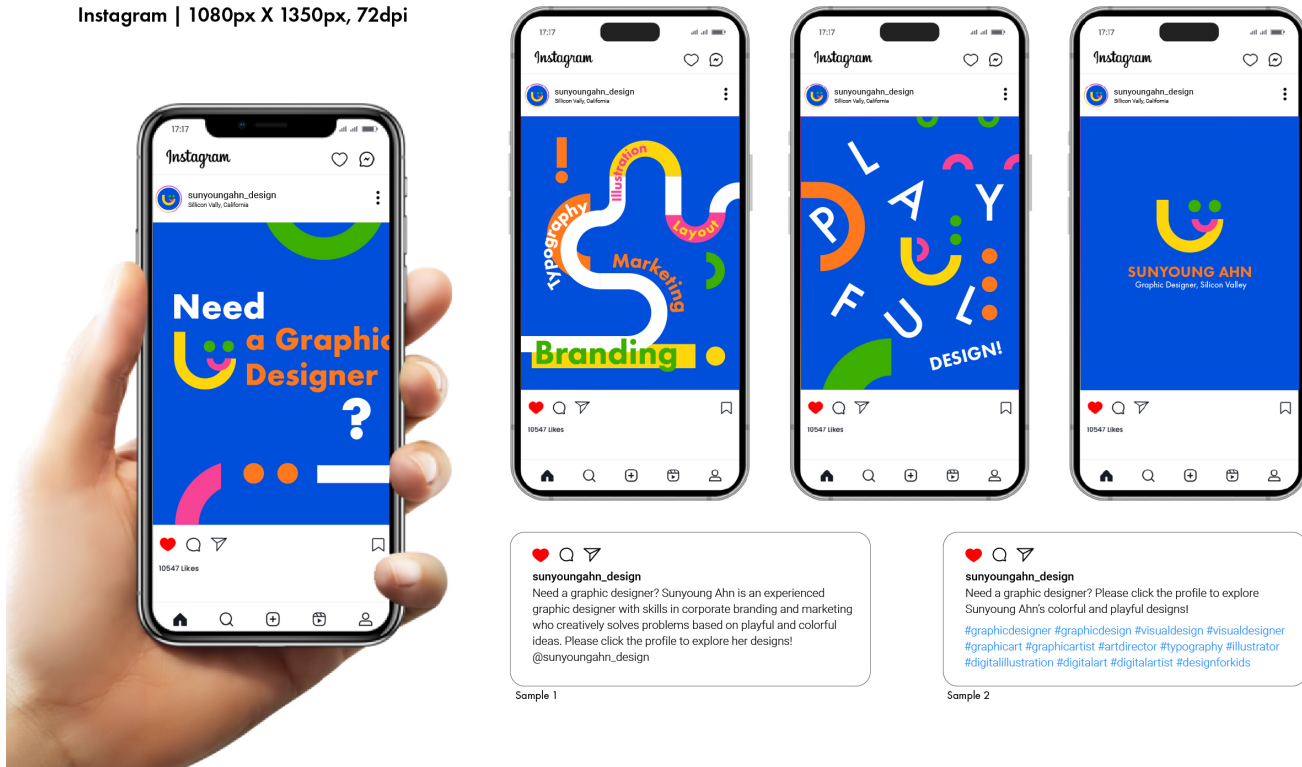 Instagram | 1080px X 1350px, 72dpi
17:17
Instagram
sunyoungahn_design
Sillicon Vally, California
Need
a Graphic
Designer
?
10547 Likes
17:17
Instagram
sunyoungahn_design
Sillicon Vally, California
!
Illustration
Typography
Layout
Marketing
Branding
10547 Likes
17:17
Instagram
sunyoungahn_design
Sillicon Vally, California
PLAY
FUL
DESIGN!
10547 Likes
17:17
Instagram
sunyoungahn_design
Sillicon Vally, California
SUNYOUNG AHN
Graphic Designer, Silicon Valley
10547 Likes
sunyoungahn_design
Need a graphic designer? Sunyoung Ahn is an experienced
graphic designer with skills in corporate branding and marketing
who creatively solves problems based on playful and colorful
ideas. Please click the profile to explore her designs!
@sunyoungahn_design
Sample 1
sunyoungahn_design
Need a graphic designer? Please click the profile to explore
Sunyoung Ahn's colorful and playful designs!
#graphicdesigner #graphicdesign #visualdesign #visualdesigner
#graphicart #graphicartist #artdirector #typography #illustrator
#digitalillustration #digitalart #digitalartist #designforkids
Sample 2